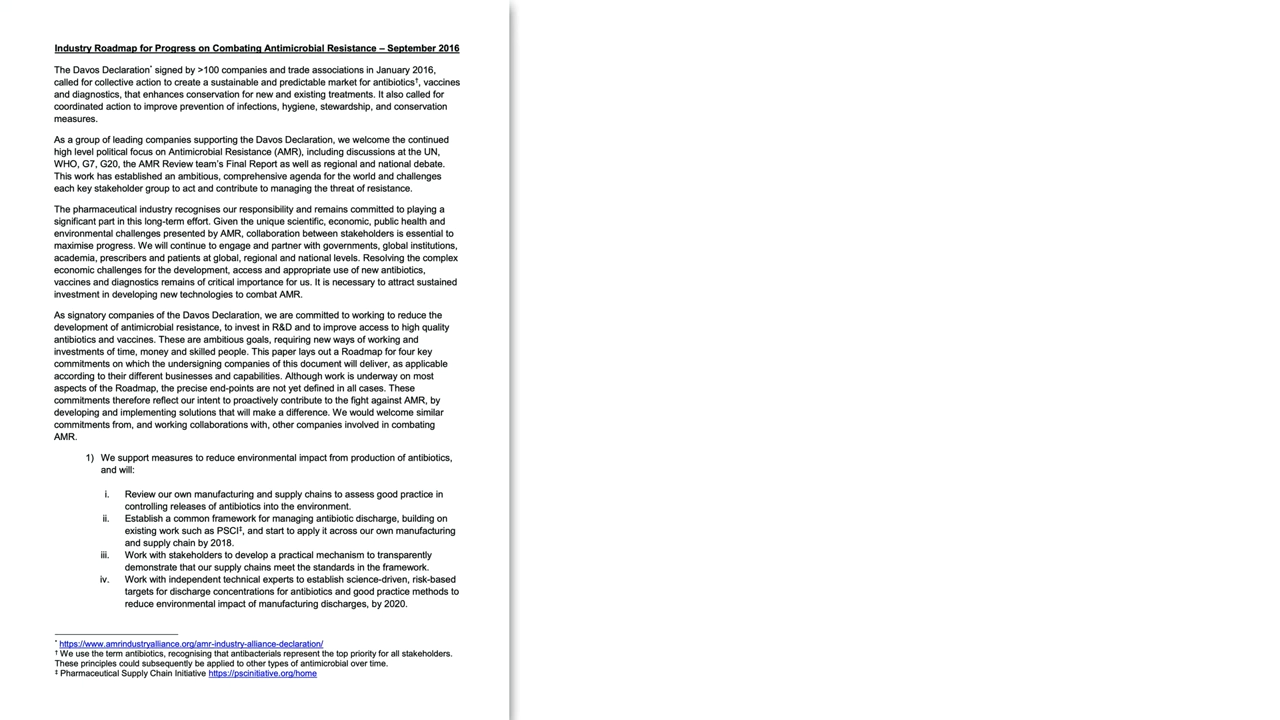 Industry Roadmap for Progress on Combating Antimicrobial Resistance – September 2016
The Davos Declaration* signed by >100 companies and trade associations in January 2016,
called for collective action to create a sustainable and predictable market for antibiotics†, vaccines
and diagnostics, that enhances conservation for new and existing treatments. It also called for
coordinated action to improve prevention of infections, hygiene, stewardship, and conservation
measures.
As a group of leading companies supporting the Davos Declaration, we welcome the continued
high level political focus on Antimicrobial Resistance (AMR), including discussions at the UN,
WHO, G7, G20, the AMR Review team's Final Report as well as regional and national debate.
This work has established an ambitious, comprehensive agenda for the world and challenges
each key stakeholder group to act and contribute to managing the threat of resistance.
The pharmaceutical industry recognises our responsibility and remains committed to playing a
significant part in this long-term effort. Given the unique scientific, economic, public health and
environmental challenges presented by AMR, collaboration between stakeholders is essential to
maximise progress. We will continue to engage and partner with governments, global institutions,
academia, prescribers and patients at global, regional and national levels. Resolving the complex
economic challenges for the development, access and appropriate use of new antibiotics,
vaccines and diagnostics remains of critical importance for us. It is necessary to attract sustained
investment in developing new technologies to combat AMR.
As signatory companies of the Davos Declaration, we are committed to working to reduce the
development of antimicrobial resistance, to invest in R&D and to improve access to high quality
antibiotics and vaccines. These are ambitious goals, requiring new ways of working and
investments of time, money and skilled people. This paper lays out a Roadmap for four key
commitments on which the undersigning companies of this document will deliver, as applicable
according to their different businesses and capabilities. Although work is underway on most
aspects of the Roadmap, the precise end-points are not yet defined in all cases. These
commitments therefore reflect our intent to proactively contribute to the fight against AMR, by
developing and implementing solutions that will make a difference. We would welcome similar
commitments from, and working collaborations with, other companies involved in combating
AMR.
1) We support measures to reduce environmental impact from production of antibiotics,
and will:
i. Review our own manufacturing and supply chains to assess good practice in
controlling releases of antibiotics into the environment.
ii. Establish a common framework for managing antibiotic discharge, building on
existing work such as PSCI‡, and start to apply it across our own manufacturing
and supply chain by 2018.
iii. Work with stakeholders to develop a practical mechanism to transparently
demonstrate that our supply chains meet the standards in the framework.
iv. Work with independent technical experts to establish science-driven, risk-based
targets for discharge concentrations for antibiotics and good practice methods to
reduce environmental impact of manufacturing discharges, by 2020.
* https://www.amrindustryalliance.org/amr-industry-alliance-declaration/
† We use the term antibiotics, recognising that antibacterials represent the top priority for all stakeholders.
These principles could subsequently be applied to other types of antimicrobial over time.
‡ Pharmaceutical Supply Chain Initiative https://pscinitiative.org/home